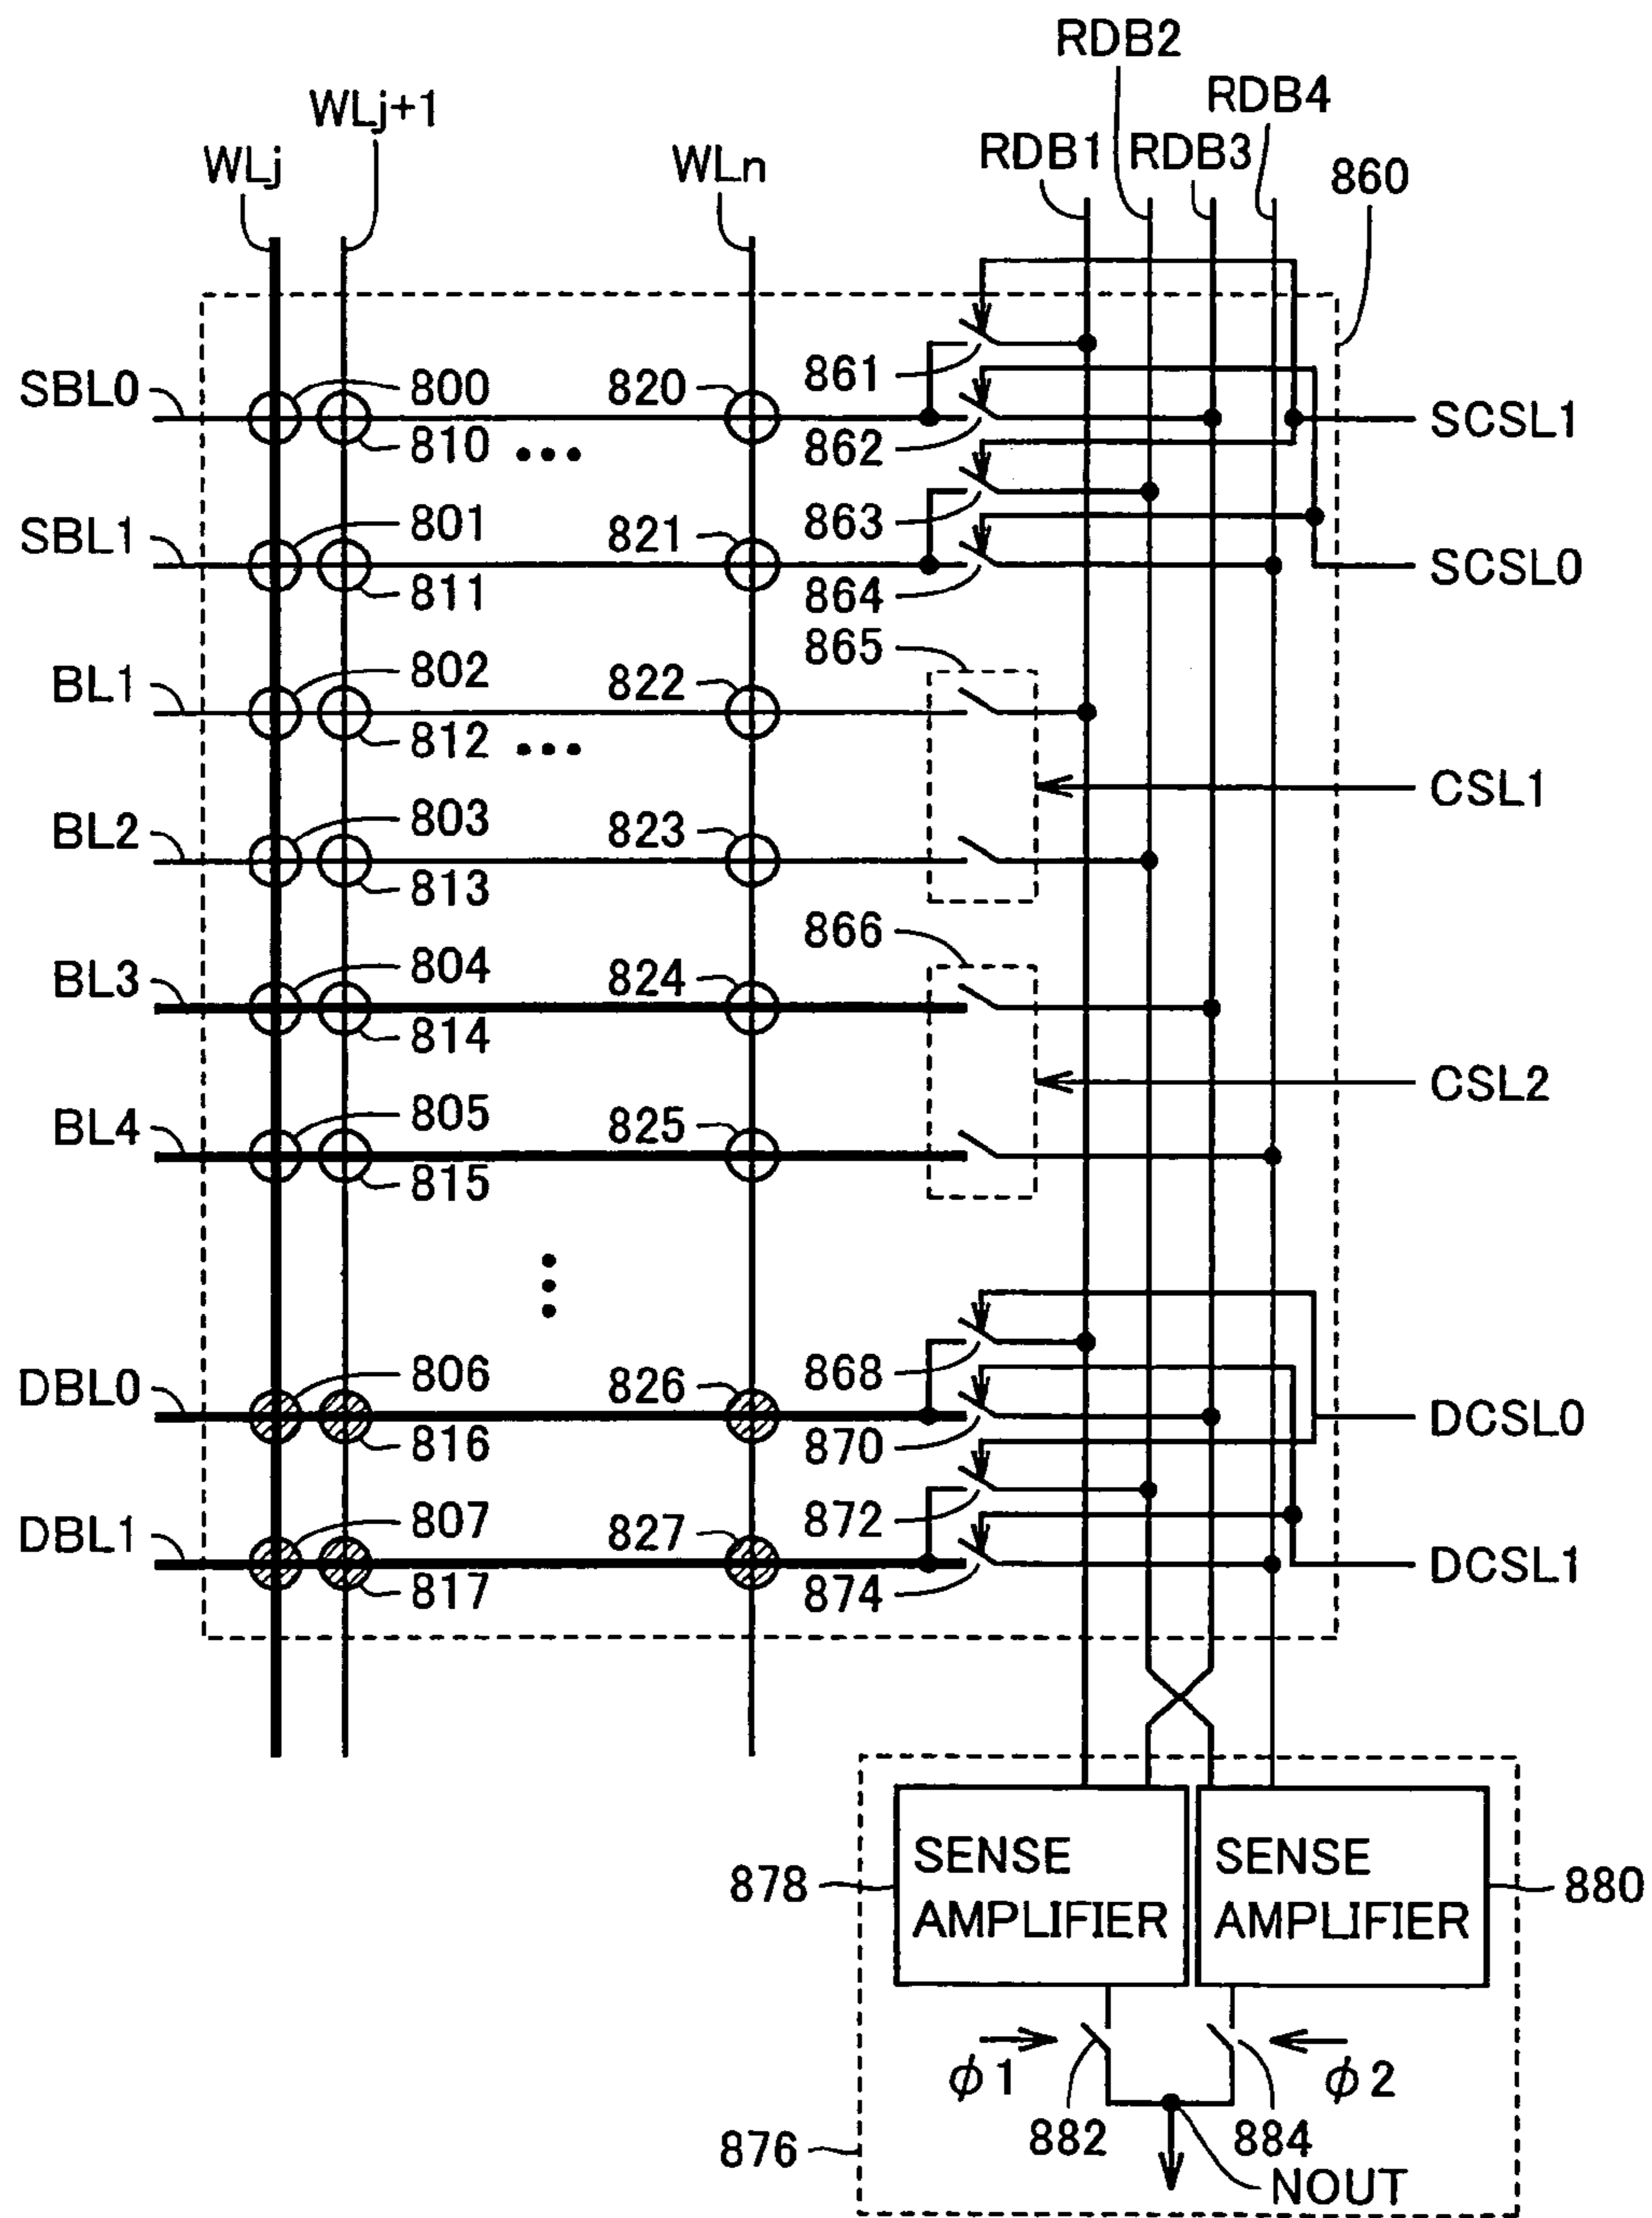 RDB2
WLj+1
RDB4
WLj
WLn
RDB1
RDB3
860
SBL0
800
820
861
SCSL1
810
...
862
SBL1
801
821
863
SCSL0
811
864
865
BL1
802
822
812
...
CSL1
BL2
803
823
813
866
BL3
804
824
814
CSL2
BL4
805
825
815
DBL0
806
826
868
DCSL0
816
870
DBL1
807
827
872
DCSL1
817
874
878
SENSE
AMPLIFIER
SENSE
AMPLIFIER
880
φ1
φ2
882
884
876
NOUT